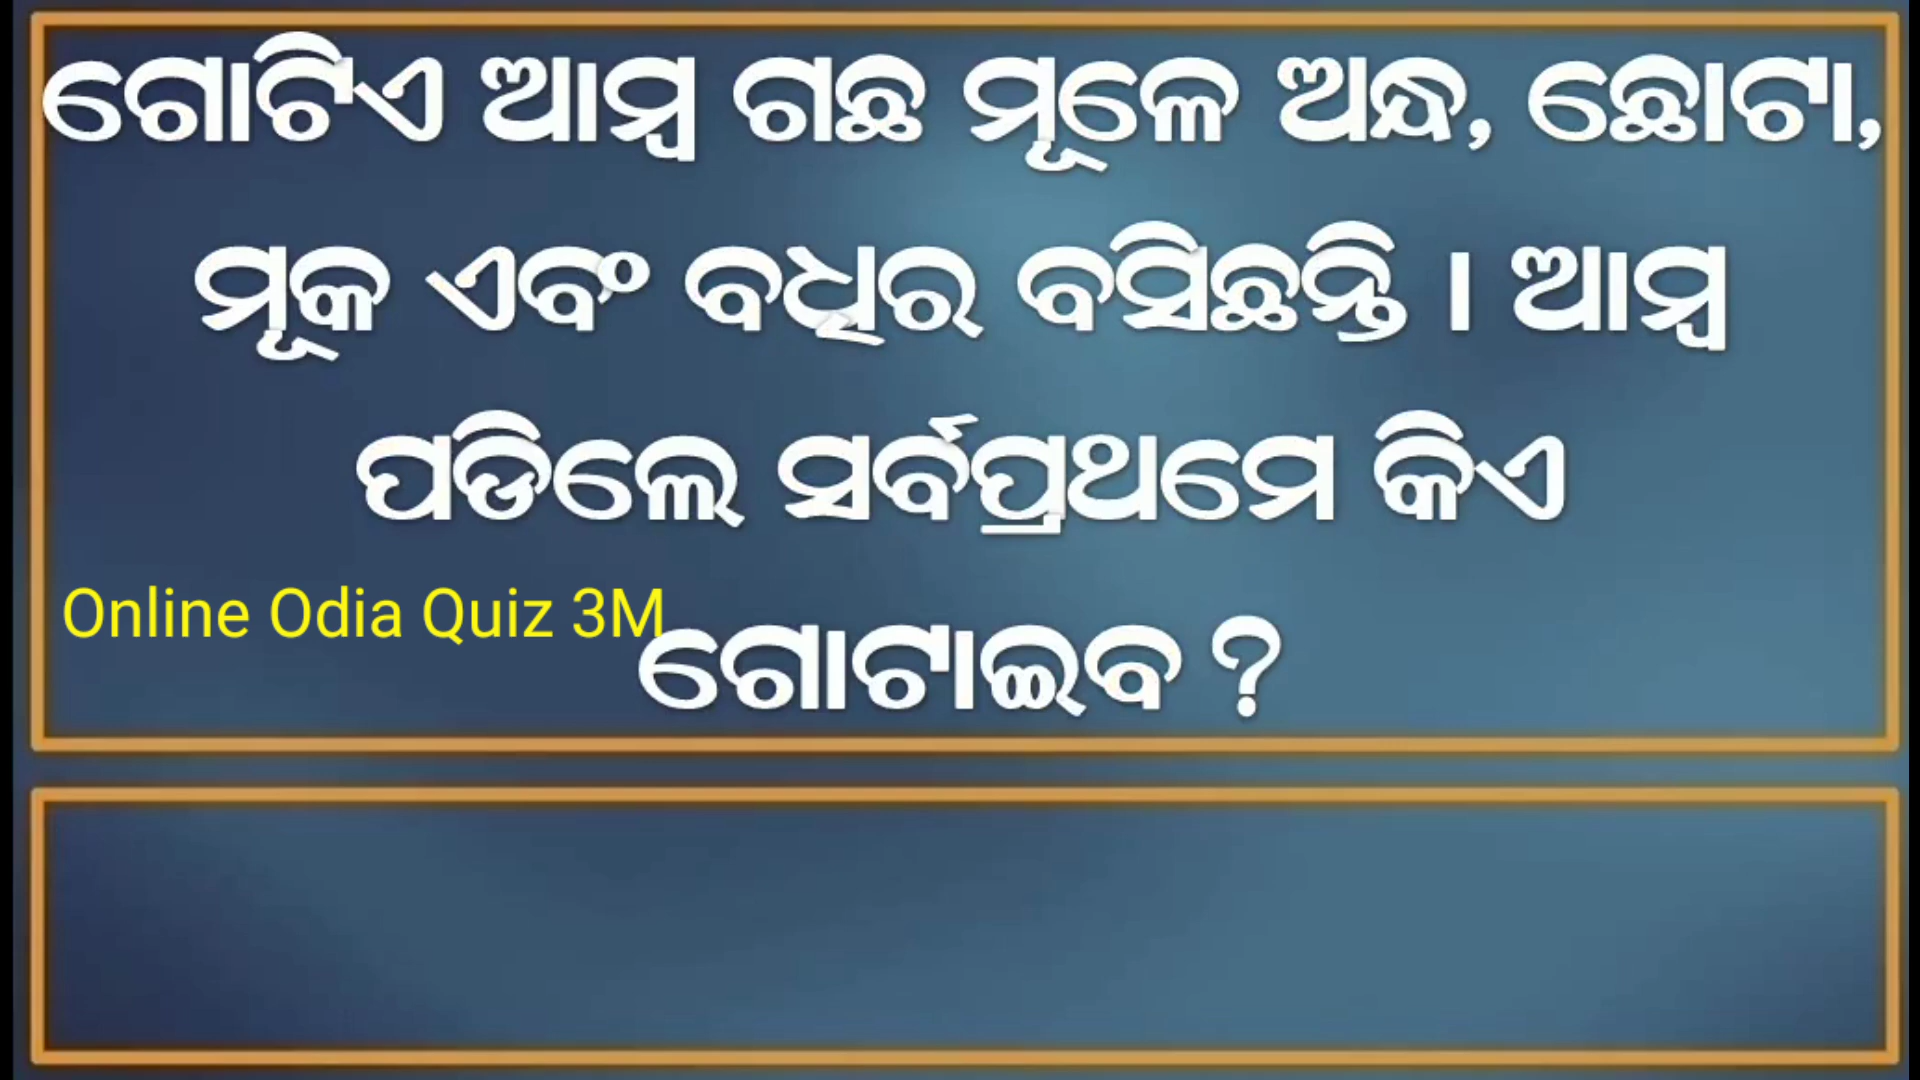 ଗୋଟିଏ ଆମ୍ବ ଗଛ ମୂଳେ ଅନ୍ଧ, ଛୋଟା,
ମୂକ ଏବଂ ବଧିର ବସିଛନ୍ତି । ଆମ୍ବ
ପଡିଲେ ସର୍ବପ୍ରଥମେ କିଏ
Online Odia Quiz 3M
ଗୋଟାଇବ ?